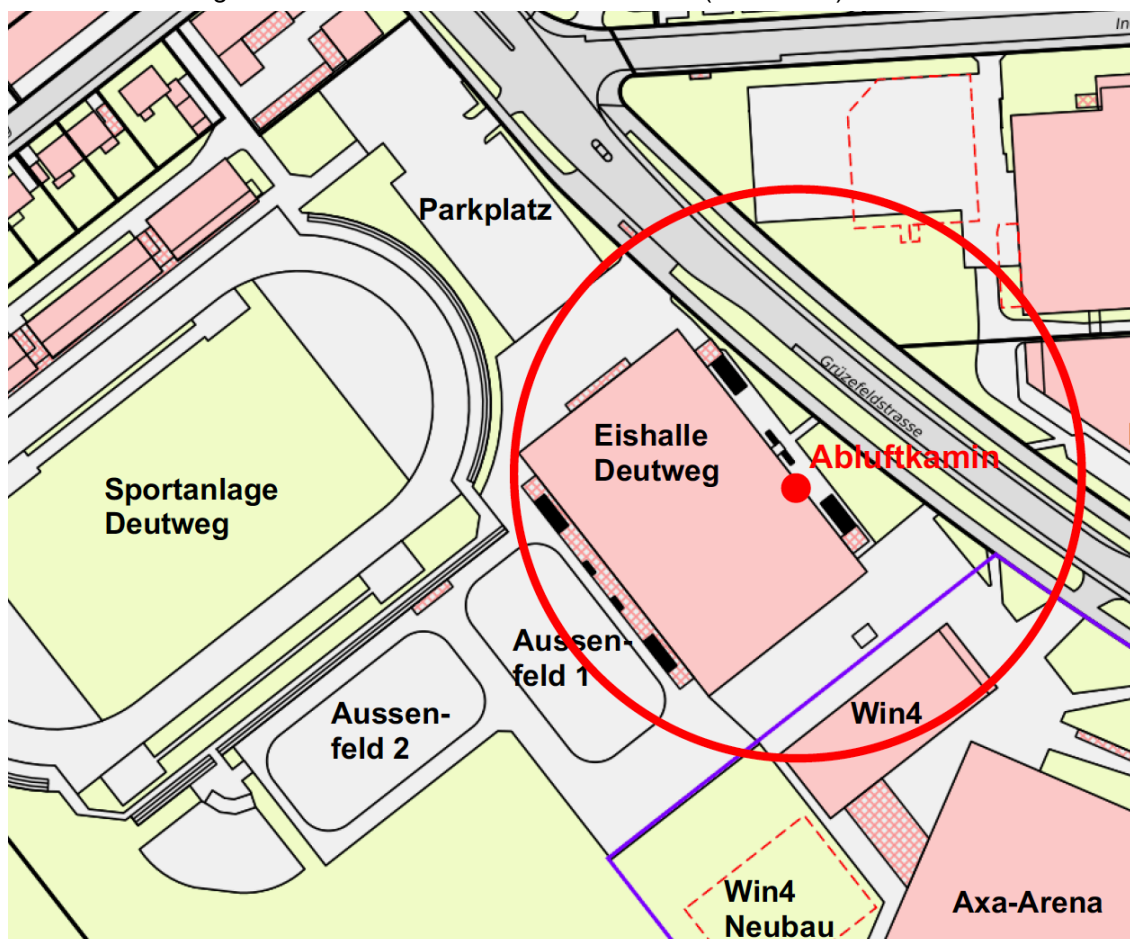 Parkplatz
Grüzefeldstrasse
Eishalle
Deutweg
Abluftkamin
Sportanlage
Deutweg
Aussen-
feld 1
Aussen-
feld 2
Win4
Win4
Neubau
Axa-Arena